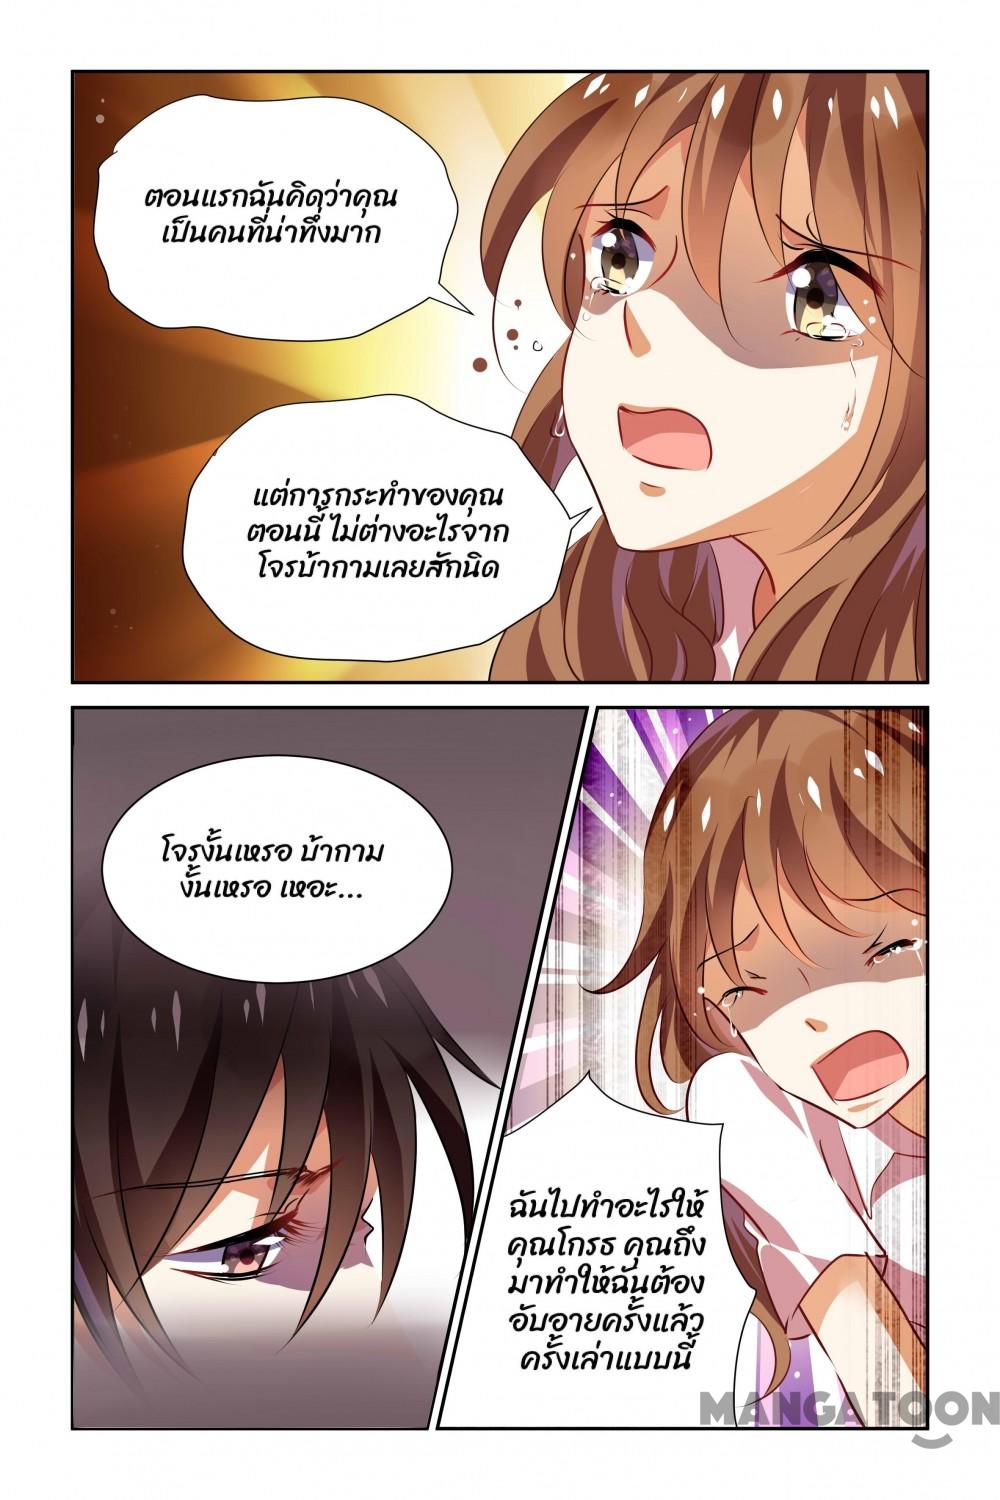 ตอนแรกฉันคิดว่าคุณ
เป็นคนที่น่าทึ่งมาก
แต่การกระทำของคุณ
ตอนนี้ ไม่ต่างอะไรจาก
โจรบ้ากามเลยสักนิด
โจรงั้นเหรอ บ้ากาม
งั้นเหรอ เหอะ...
ฉันไปทำอะไรให้
คุณโกรธ คุณถึง
มาทำให้ฉันต้อง
อับอายครั้งแล้ว
ครั้งเล่าแบบนี้
MANGATOON